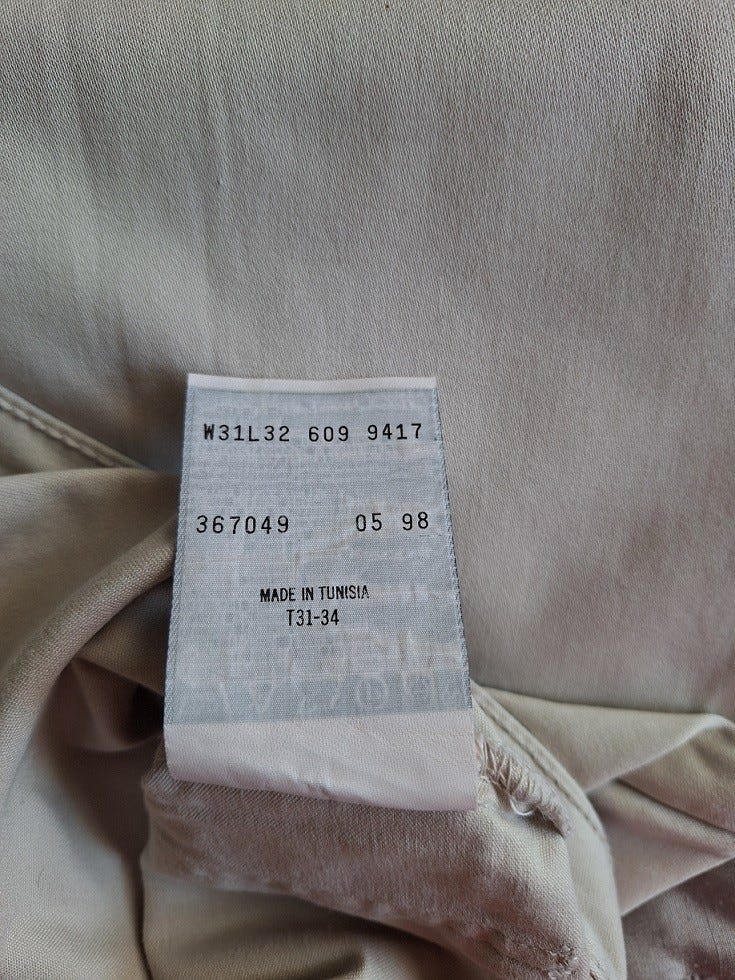 W31L32 609 9417
367049 05 98
MADE IN TUNISIA
T31-34